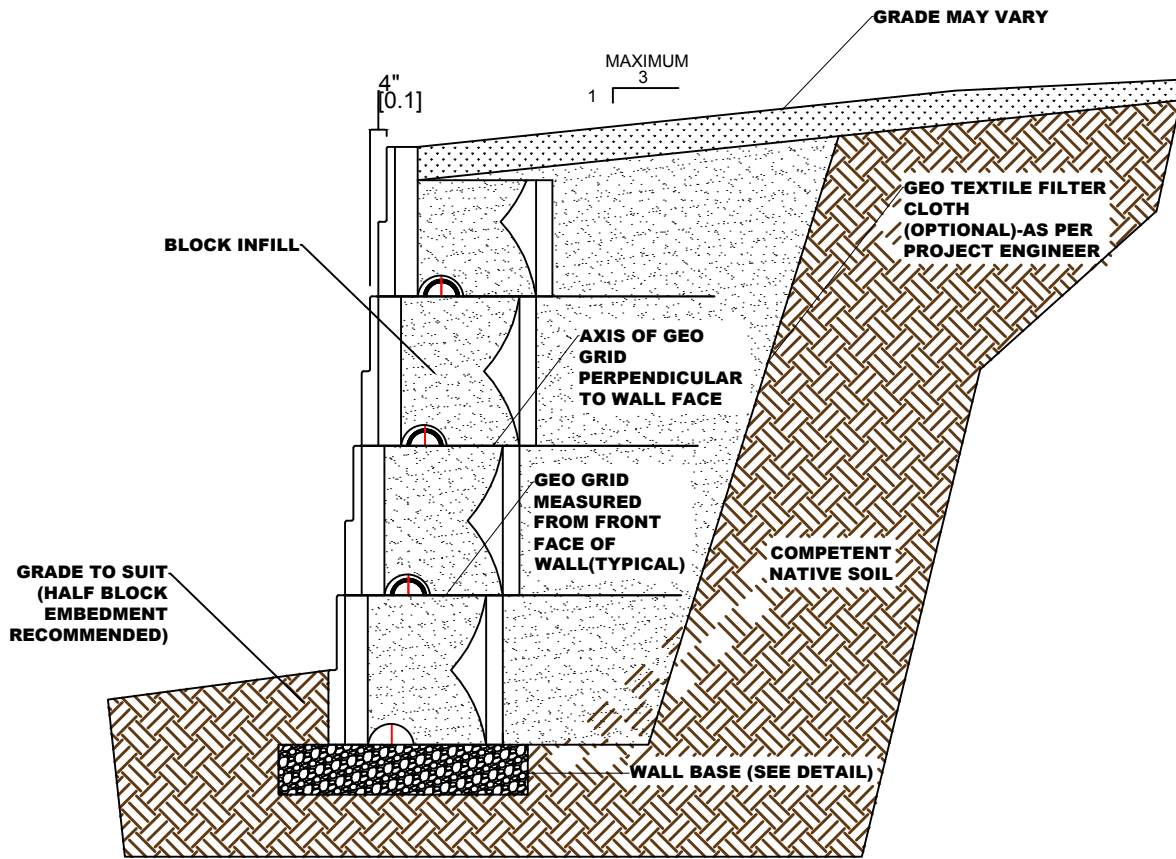 GRADE MAY VARY
MAXIMUM
3
1
4"
[0.1]
GEO TEXTILE FILTER
CLOTH
(OPTIONAL)-AS PER
PROJECT ENGINEER
BLOCK INFILL
AXIS OF GEO
GRID
PERPENDICULAR
TO WALL FACE
GEO GRID
MEASURED
FROM FRONT
FACE OF
WALL(TYPICAL)
COMPETENT
NATIVE SOIL
GRADE TO SUIT
(HALF BLOCK
EMBEDMENT
RECOMMENDED)
WALL BASE (SEE DETAIL)